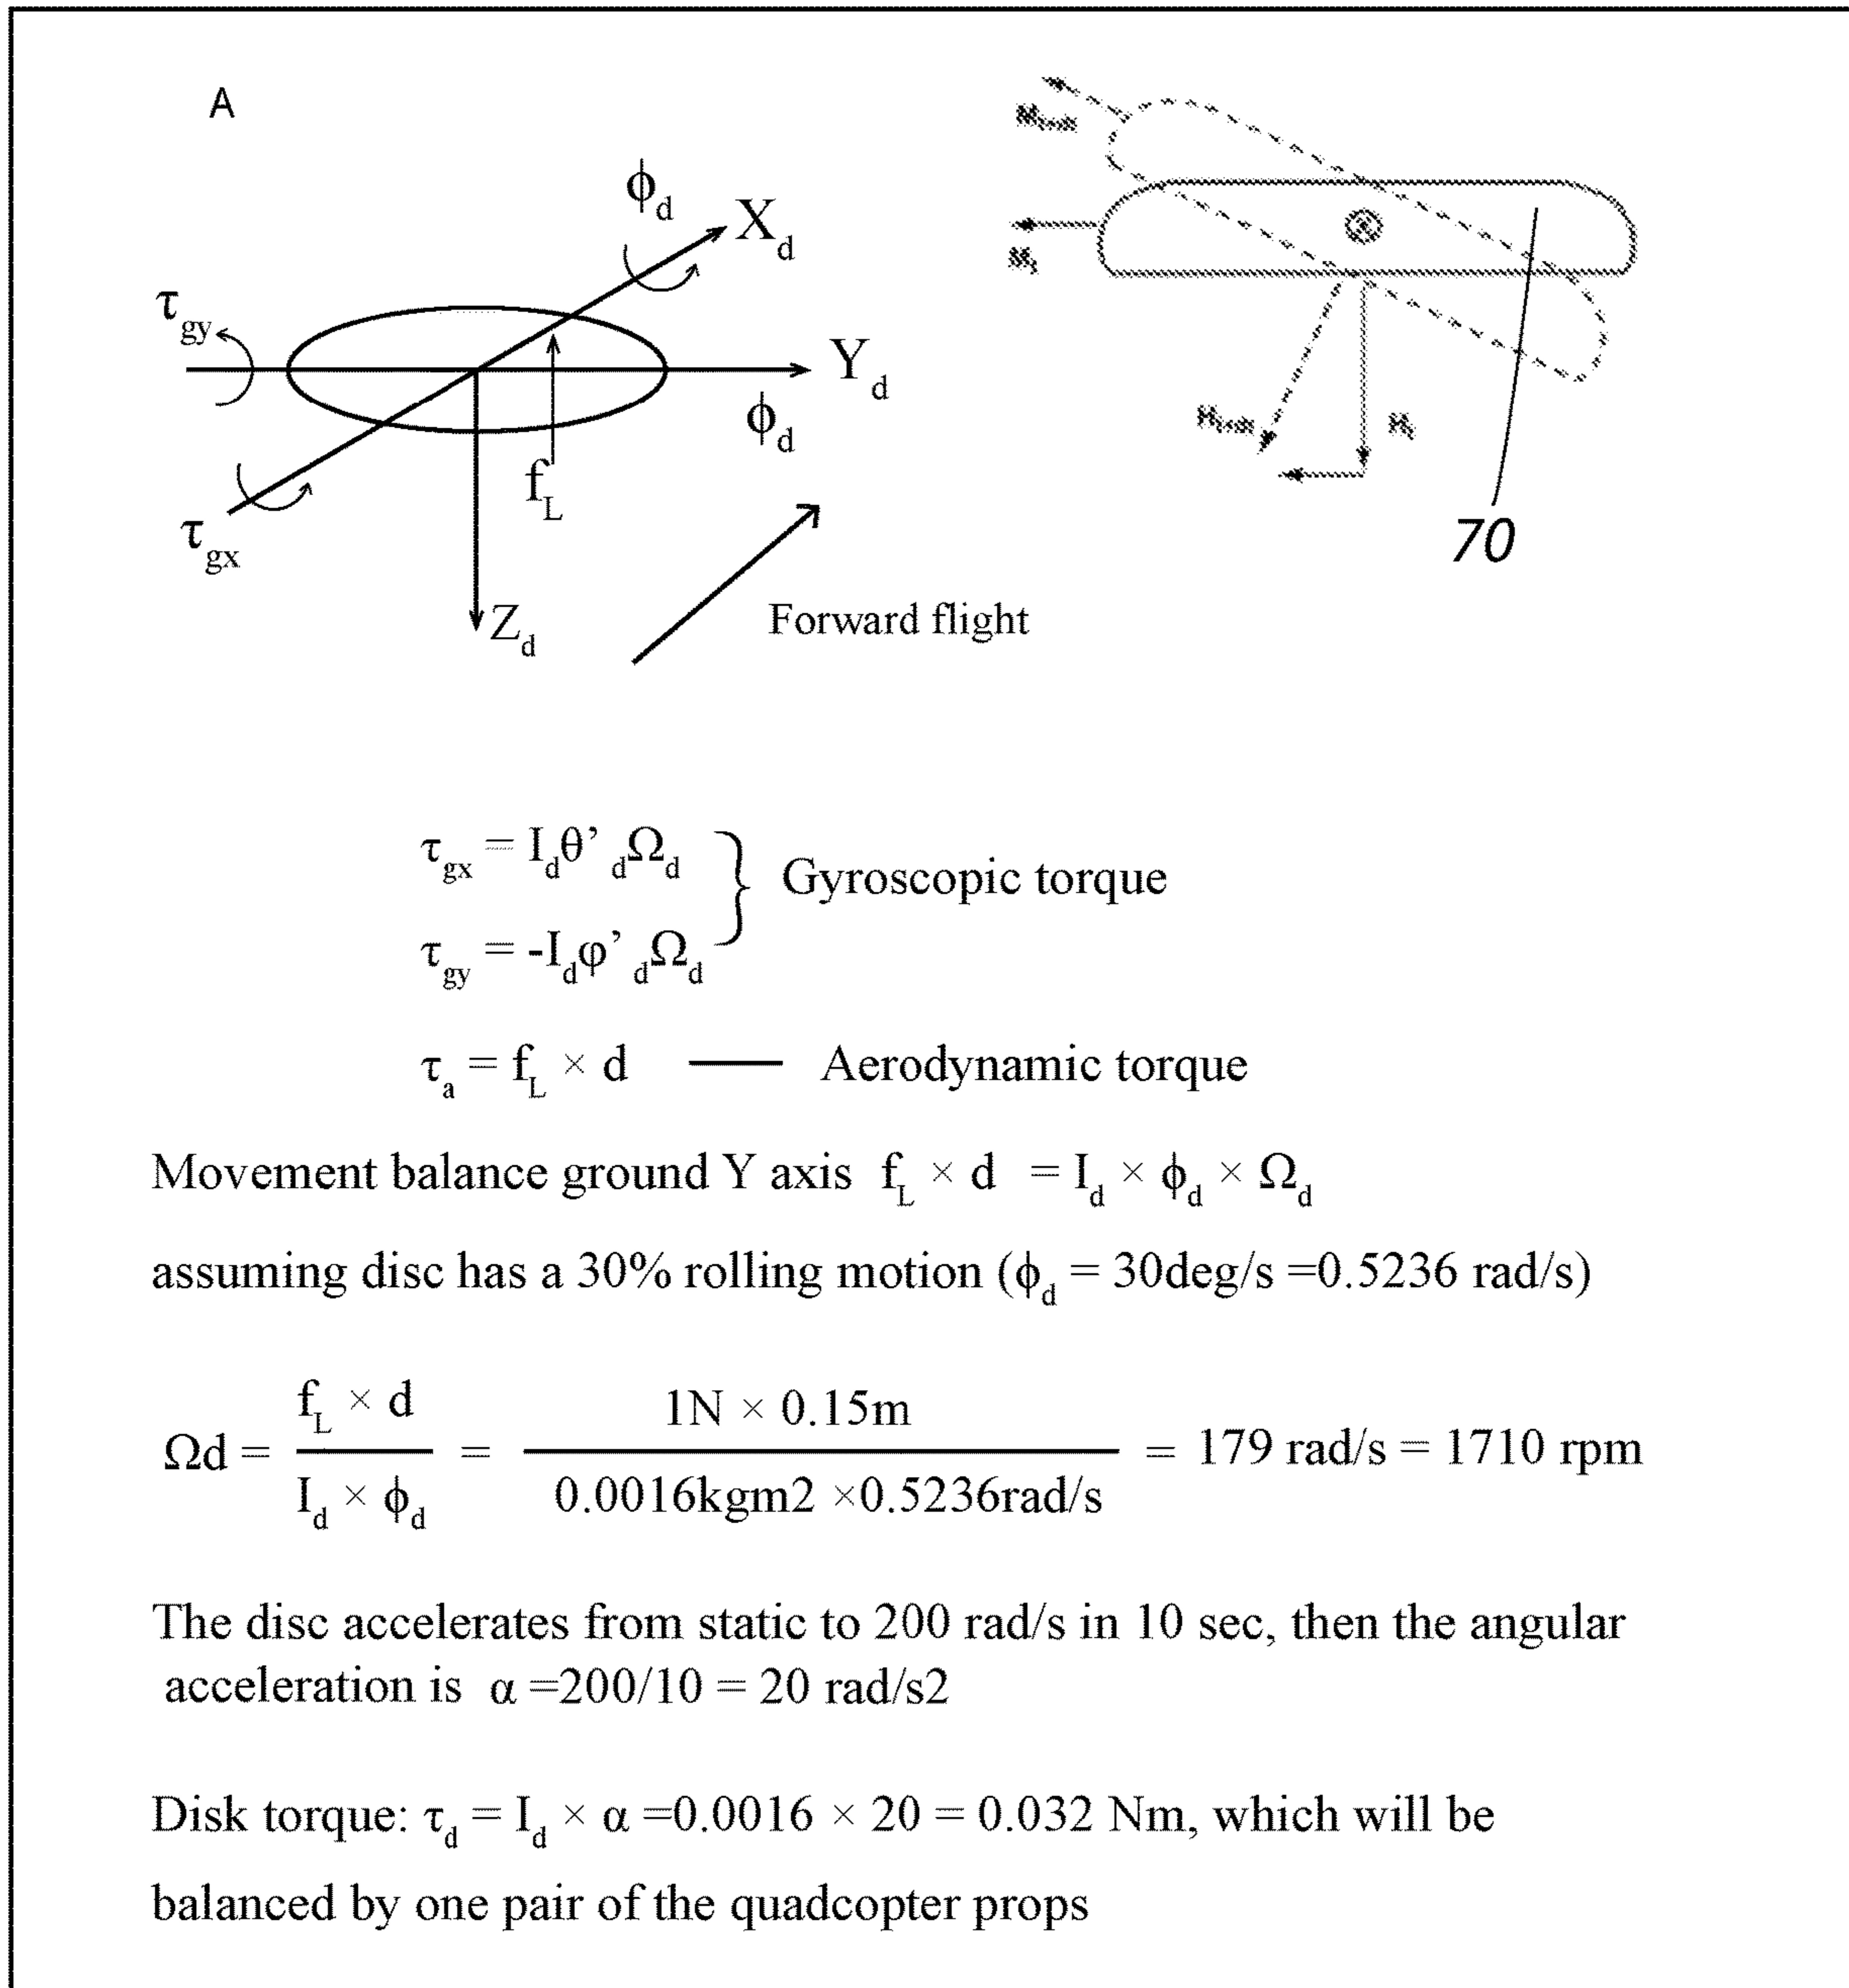 A
ϕd
Xd
τgy
Yd
ϕd
fL
τgx
Zd
Forward flight
Mt
Ht
70
τgx = Idθ’ dΩd
Gyroscopic torque
τgy = -Idφ’ dΩd
τa = fL × d — Aerodynamic torque
Movement balance ground Y axis fL × d = Id × ϕd × Ωd
assuming disc has a 30% rolling motion (ϕd = 30deg/s =0.5236 rad/s)
fL × d
1N × 0.15m
Ωd = = = 179 rad/s = 1710 rpm
Id × ϕd
0.0016kgm2 ×0.5236rad/s
The disc accelerates from static to 200 rad/s in 10 sec, then the angular
acceleration is α =200/10 = 20 rad/s2
Disk torque: τd = Id × α =0.0016 × 20 = 0.032 Nm, which will be
balanced by one pair of the quadcopter props